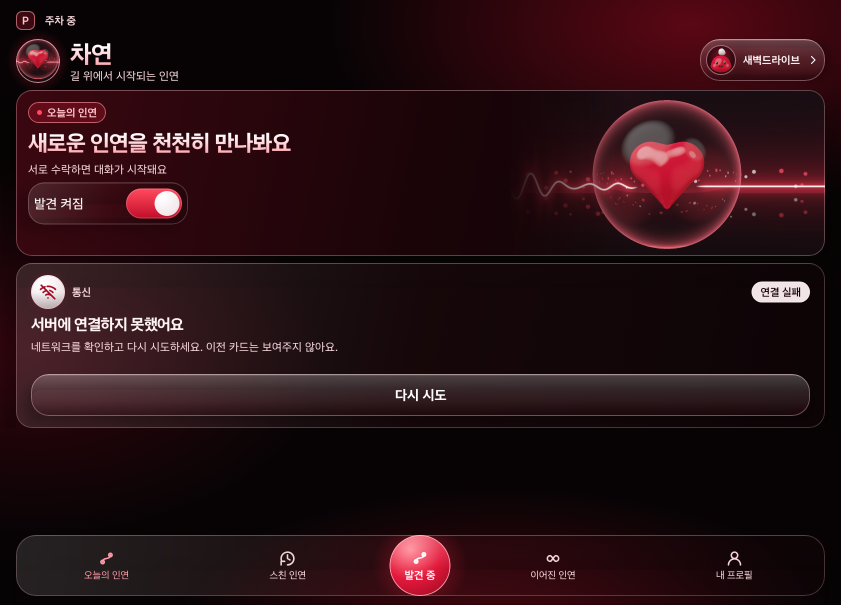 P 주차 중
차연
길 위에서 시작되는 인연
새벽드라이브
오늘의 인연
새로운 인연을 천천히 만나봐요
서로 수락하면 대화가 시작돼요
발견 켜짐
통신
연결 실패
서버에 연결하지 못했어요
네트워크를 확인하고 다시 시도하세요. 이전 카드는 보여주지 않아요.
다시 시도
오늘의 인연
스친 인연
발견 중
이어진 인연
내 프로필